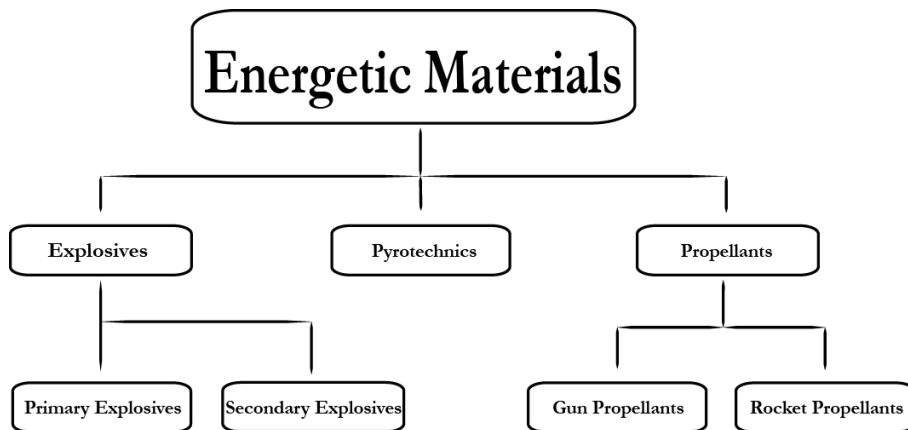 Energetic Materials
Explosives
Pyrotechnics
Propellants
Primary Explosives
Secondary Explosives
Gun Propellants
Rocket Propellants